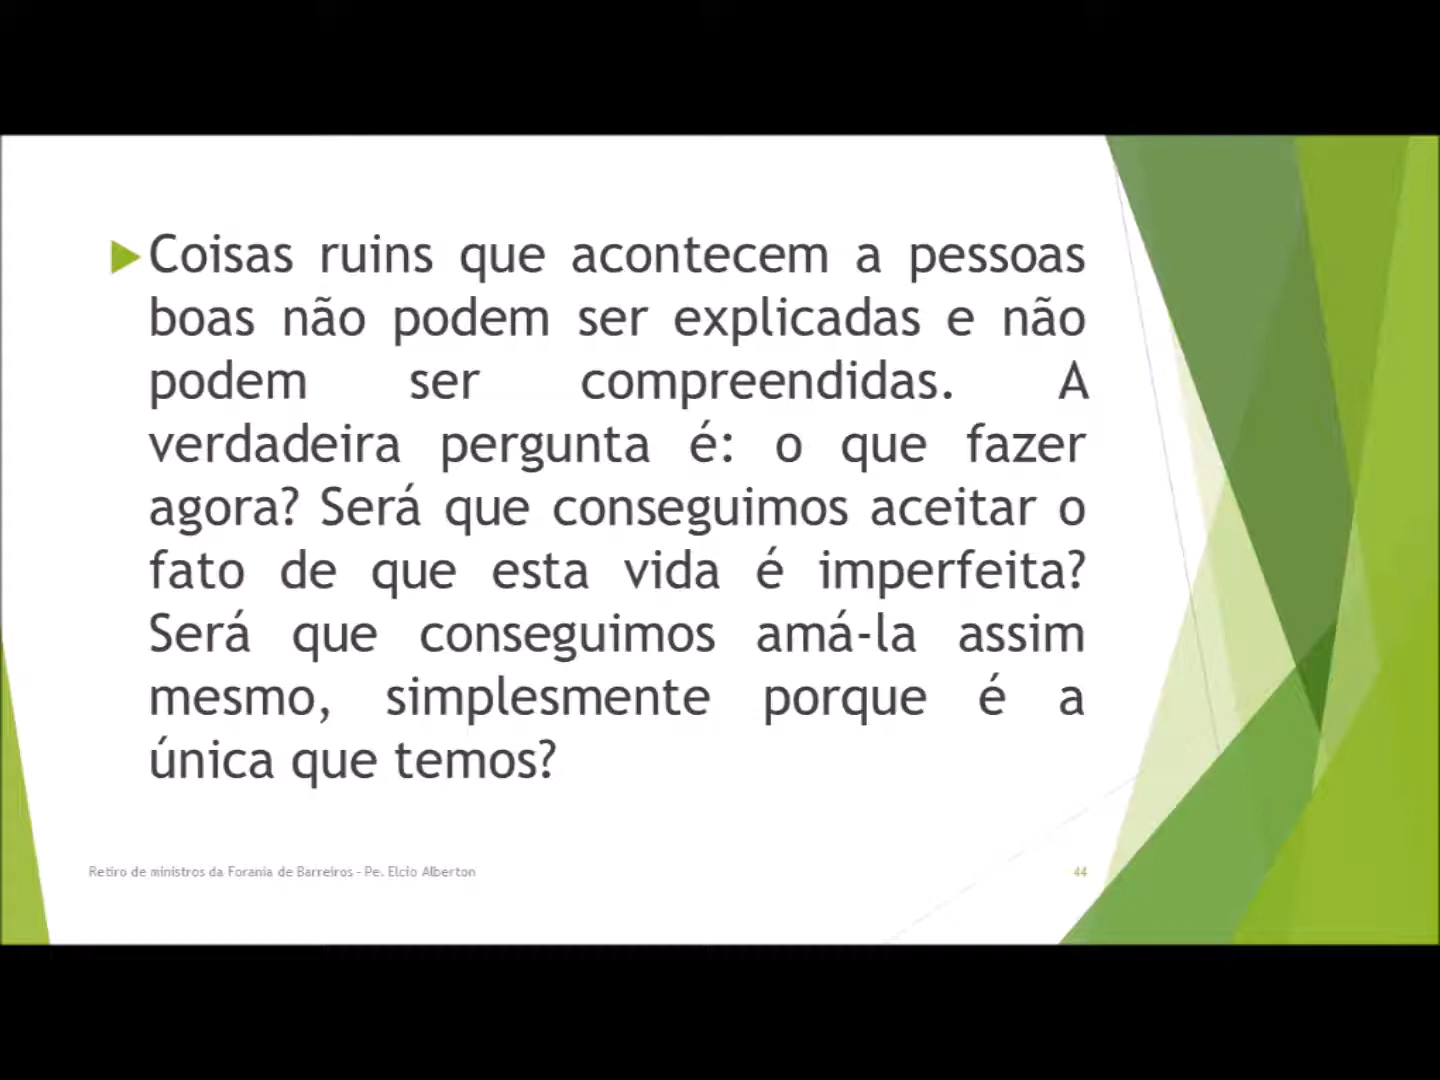 Coisas ruins que acontecem a pessoas
boas não podem ser explicadas e não
podem ser compreendidas. A
verdadeira pergunta é: o que fazer
agora? Será que conseguimos aceitar o
fato de que esta vida é imperfeita?
Será que conseguimos amá-la assim
mesmo, simplesmente porque é a
única que temos?
Retiro de ministros da Forania de Barreiros - Pe. Elcio Alberton
44